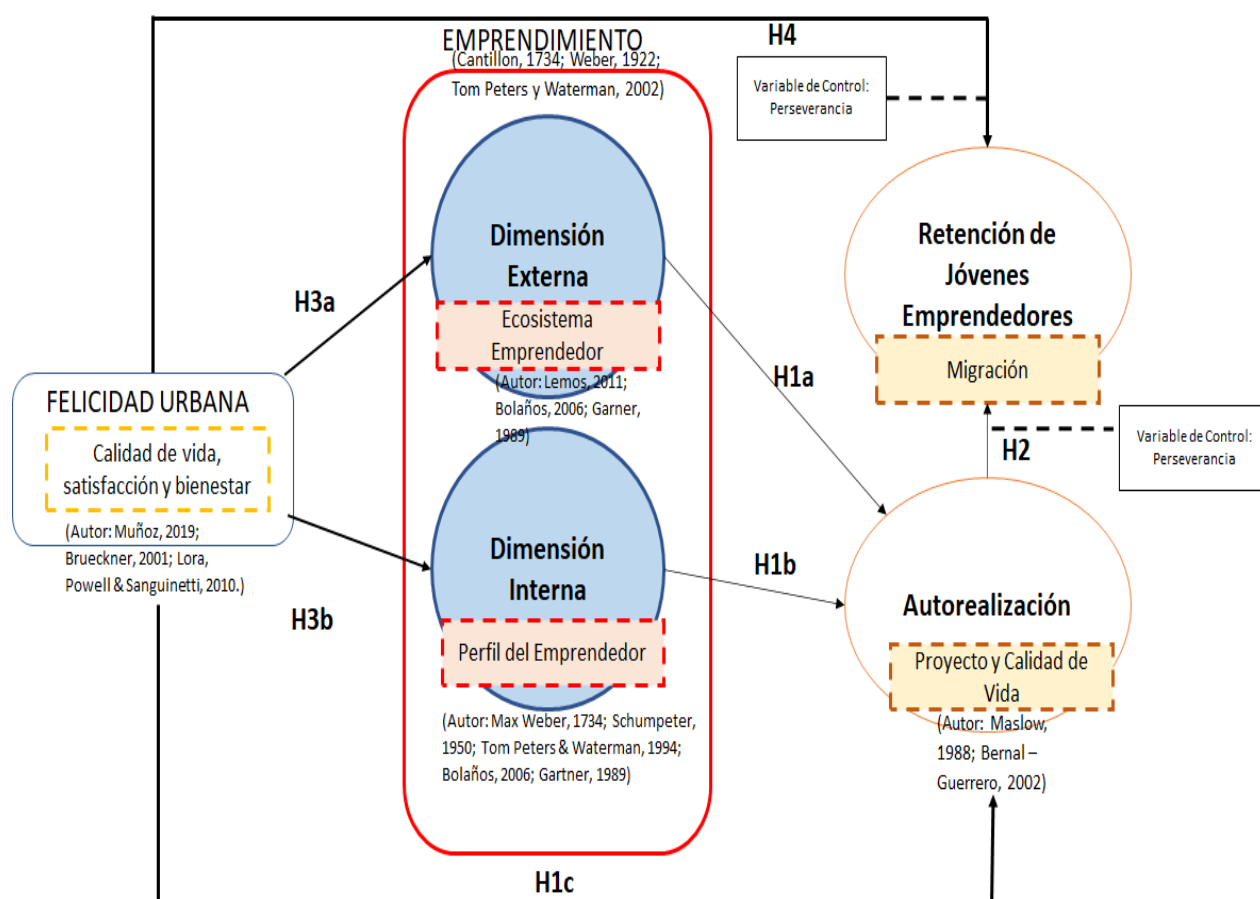 EMPRENDIMIENTO
(Cantillon, 1734; Weber, 1922;
Tom Peters y Waterman, 2002)
H4
Variable de Control:
Perseverancia
Dimensión
Externa
Ecosistema
Emprendedor
(Autor: Lemos, 2011;
Bolaños, 2006; Garner,
1989)
Retención de
Jóvenes
Emprendedores
Migración
H3a
H1a
FELICIDAD URBANA
Calidad de vida,
satisfacción y bienestar
(Autor: Muñoz, 2019;
Brueckner, 2001; Lora,
Powell & Sanguinetti, 2010.)
H2
Variable de Control:
Perseverancia
H3b
Dimensión
Interna
Perfil del Emprendedor
(Autor: Max Weber, 1734; Schumpeter,
1950; Tom Peters & Waterman, 1994;
Bolaños, 2006; Gartner, 1989)
H1b
Autorealización
Proyecto y Calidad de
Vida
(Autor: Maslow,
1988; Bernal –
Guerrero, 2002)
H1c